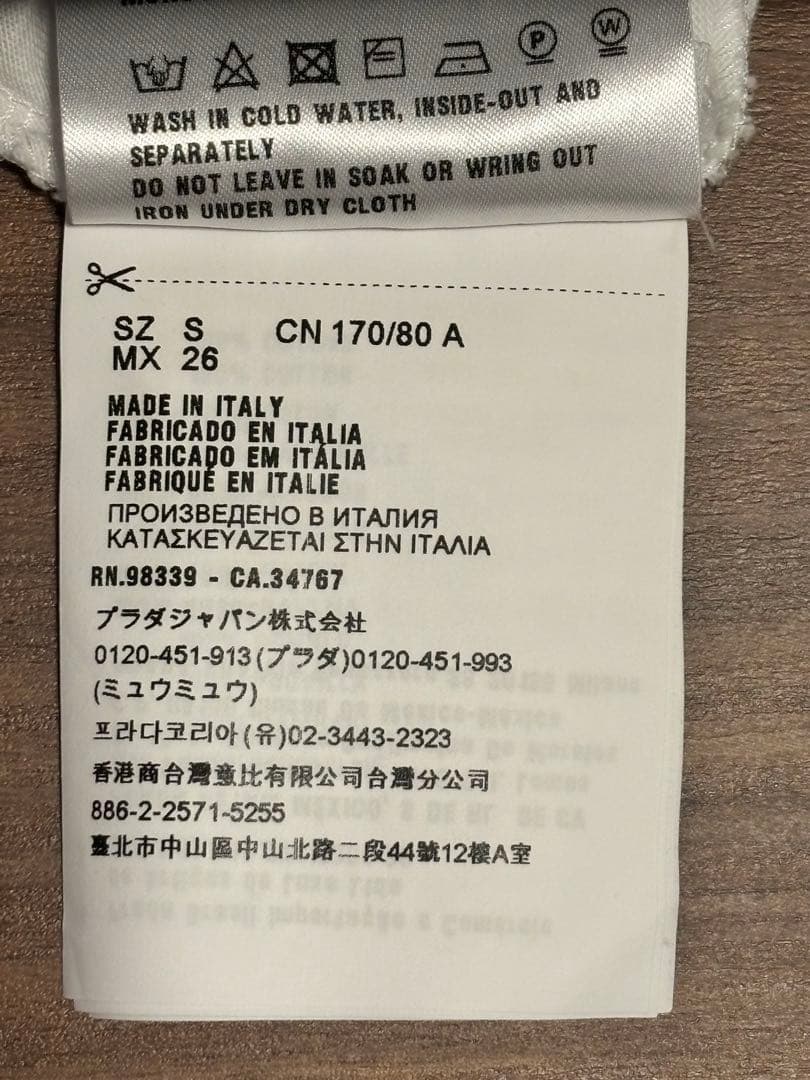 P W
WASH IN COLD WATER, INSIDE-OUT AND
SEPARATELY
DO NOT LEAVE IN SOAK OR WRING OUT
IRON UNDER DRY CLOTH
SZ S CN 170/80 A
MX 26
MADE IN ITALY
FABRICADO EN ITALIA
FABRICADO EM ITÁLIA
FABRIQUÉ EN ITALIE
ПРОИЗВЕДЕНО В ИТАЛИЯ
ΚΑΤΑΣΚΕΥΑΖΕΤΑΙ ΣΤΗΝ ΙΤΑΛΙΑ
RN.98339 - CA.34767
プラダジャパン株式会社
0120-451-913(プラダ)0120-451-993
(ミュウミュウ)
프라다코리아(유)02-3443-2323
香港商台灣意比有限公司台灣分公司
886-2-2571-5255
臺北市中山區中山北路二段44號12樓A室